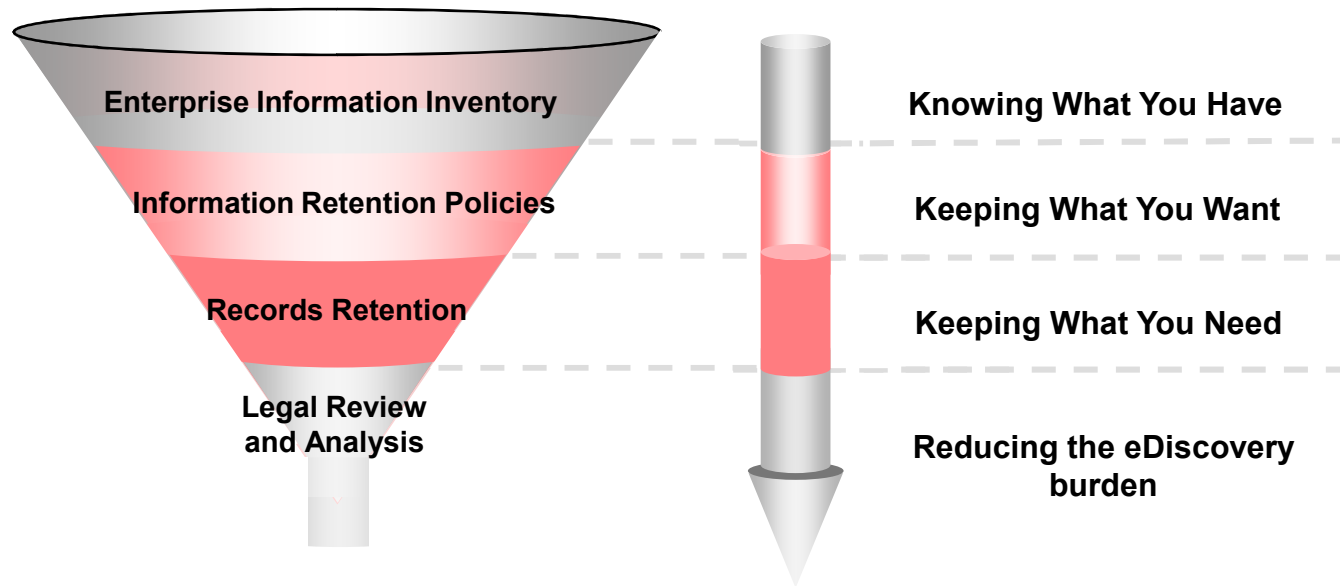 Enterprise Information Inventory
Knowing What You Have
Information Retention Policies
Keeping What You Want
Records Retention
Keeping What You Need
Legal Review
and Analysis
Reducing the eDiscovery
burden